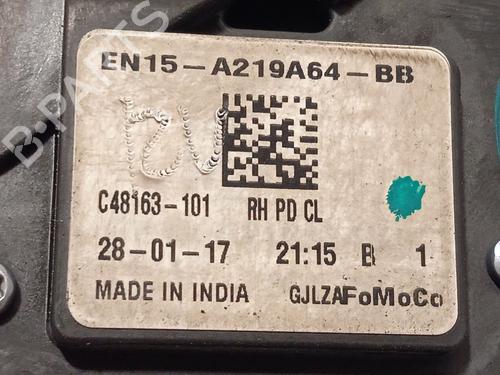 B-PARTS
EN15-A219A64-BB
C48163-101 RH PD CL
28-01-17 21:15 B 1
MADE IN INDIA GJLZAFoMoCo